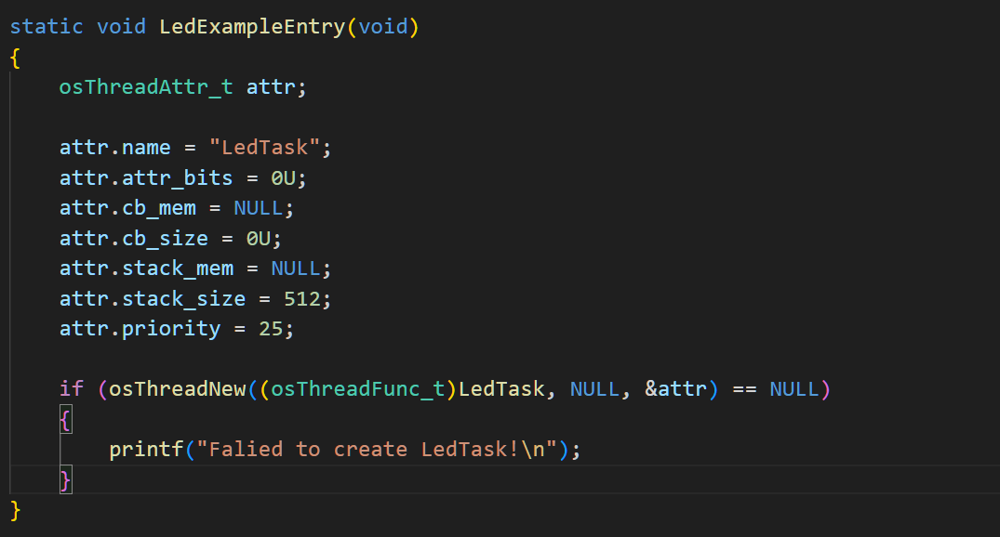 static void LedExampleEntry(void)
{
    osThreadAttr_t attr;

    attr.name = "LedTask";
    attr.attr_bits = 0U;
    attr.cb_mem = NULL;
    attr.cb_size = 0U;
    attr.stack_mem = NULL;
    attr.stack_size = 512;
    attr.priority = 25;

    if (osThreadNew((osThreadFunc_t)LedTask, NULL, &attr) == NULL)
    {
        printf("Falied to create LedTask!\n");
    }
}